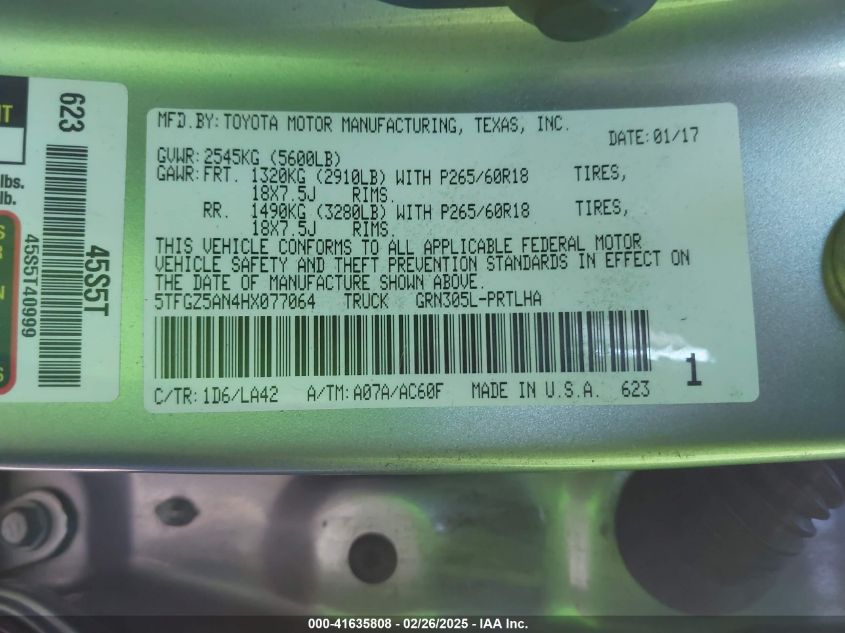 MFD.BY:TOYOTA MOTOR MANUFACTURING, TEXAS, INC.
DATE:01/17
GVWR:2545KG (5600LB)
GAWR:FRT. 1320KG (2910LB) WITH P265/60R18 TIRES,
18X7.5J RIMS.
RR. 1490KG (3280LB) WITH P265/60R18 TIRES,
18X7.5J RIMS.
THIS VEHICLE CONFORMS TO ALL APPLICABLE FEDERAL MOTOR
VEHICLE SAFETY AND THEFT PREVENTION STANDARDS IN EFFECT ON
THE DATE OF MANUFACTURE SHOWN ABOVE.
5TFGZ5AN4HX077064 TRUCK GRN305L-PRTLHA
C/TR:1D6/LA42 A/TM:A07A/AC60F MADE IN U.S.A. 623
1
623
45S5T
45S5T40999
lbs.
lb.
000-41635808 - 02/26/2025 - IAA Inc.